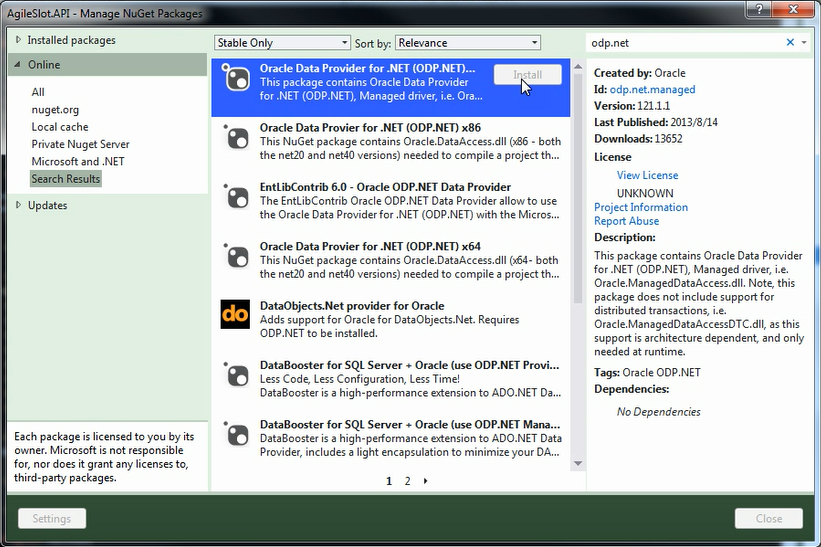 AgileSlot.API - Manage NuGet Packages
Installed packages
Online
All
nuget.org
Local cache
Private Nuget Server
Microsoft and .NET
Search Results
Updates
Each package is licensed to you by its
owner. Microsoft is not responsible
for, nor does it grant any licenses to,
third-party packages.
Stable Only
Sort by:
Relevance
Oracle Data Provider for .NET (ODP.NET)...
This package contains Oracle Data Provider
for .NET (ODP.NET), Managed driver, i.e. Ora...
Install
Oracle Data Provier for .NET (ODP.NET) x86
This NuGet package contains Oracle.DataAccess.dll (x86 - both
the net20 and net40 versions) needed to compile a project th...
EntLibContrib 6.0 - Oracle ODP.NET Data Provider
The EntLibContrib Oracle ODP.NET Data Provider allow to use
the Oracle Data Provider for .NET (ODP.NET) with the Micros...
Oracle Data Provier for .NET (ODP.NET) x64
This NuGet package contains Oracle.DataAccess.dll (x64- both
the net20 and net40 versions) needed to compile a project th...
do
DataObjects.Net provider for Oracle
Adds support for Oracle for DataObjects.Net. Requires
ODP.NET to be installed.
DataBooster for SQL Server + Oracle (use ODP.NET Provi...
Less Code, Less Configuration, Less Time!
DataBooster is a high-performance extension to ADO.NET Da...
DataBooster for SQL Server + Oracle (use ODP.NET Mana...
DataBooster is a high-performance extension to ADO.NET Data
Provider, includes a light encapsulation to minimize your DA...
1 2
odp.net
Created by: Oracle
Id: odp.net.managed
Version: 121.1.1
Last Published: 2013/8/14
Downloads: 13652
License
View License
UNKNOWN
Project Information
Report Abuse
Description:
This package contains Oracle Data Provider
for .NET (ODP.NET), Managed driver, i.e.
Oracle.ManagedDataAccess.dll. Note, this
package does not include support for
distributed transactions, i.e.
Oracle.ManagedDataAccessDTC.dll, as this
support is architecture dependent, and only
needed at runtime.
Tags: Oracle ODP.NET
Dependencies:
No Dependencies
Settings
Close